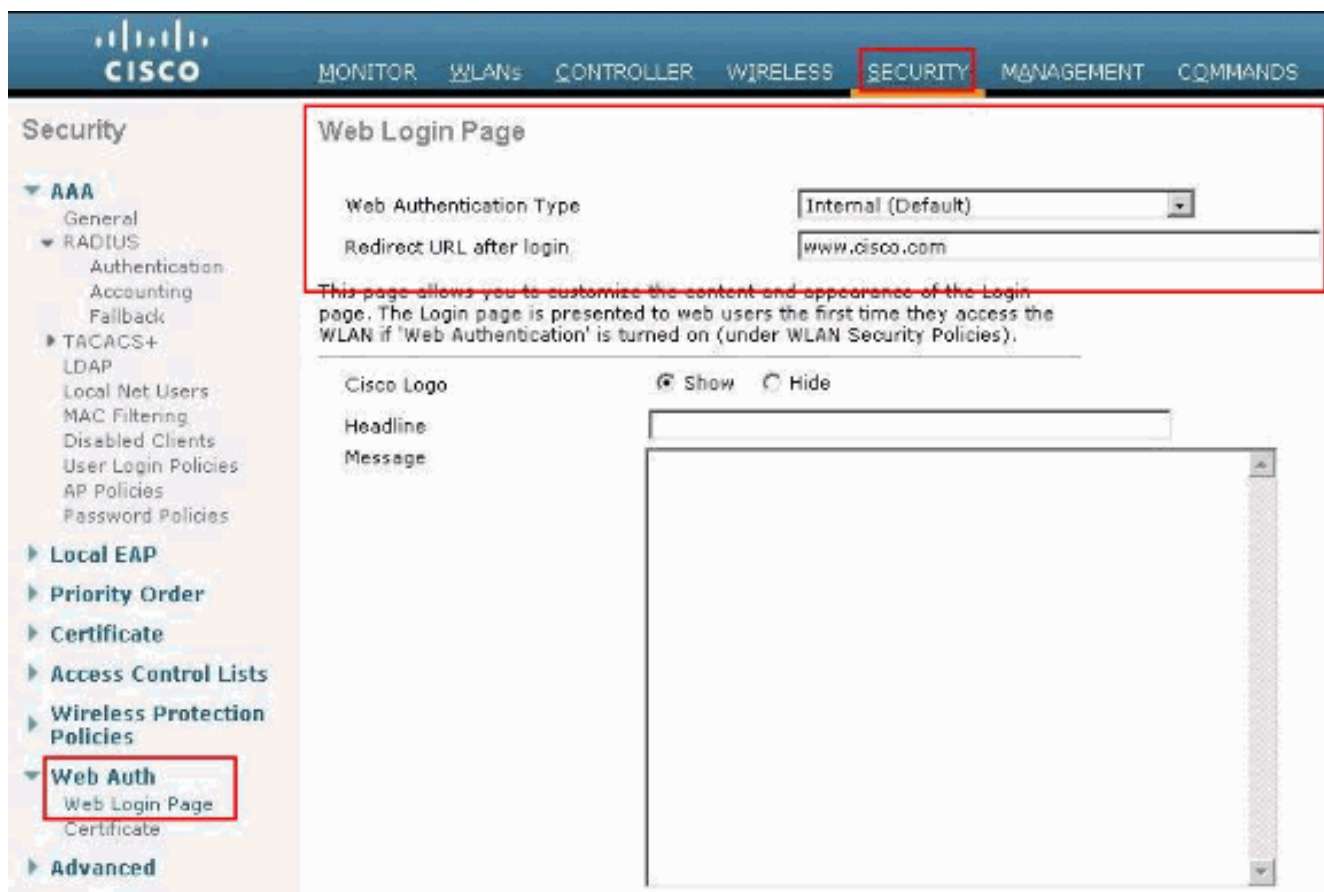 CISCO
MONITOR WLANs CONTROLLER WIRELESS SECURITY MANAGEMENT COMMANDS
Security
AAA
General
RADIUS
Authentication
Accounting
Fallback
TACACS+
LDAP
Local Net Users
MAC Filtering
Disabled Clients
User Login Policies
AP Policies
Password Policies
Local EAP
Priority Order
Certificate
Access Control Lists
Wireless Protection
Policies
Web Auth
Web Login Page
Certificate
Advanced
Web Login Page
Web Authentication Type Internal (Default)
Redirect URL after login www.cisco.com
This page allows you to customize the content and appearance of the Login
page. The Login page is presented to web users the first time they access the
WLAN if 'Web Authentication' is turned on (under WLAN Security Policies).
Cisco Logo Show Hide
Headline
Message